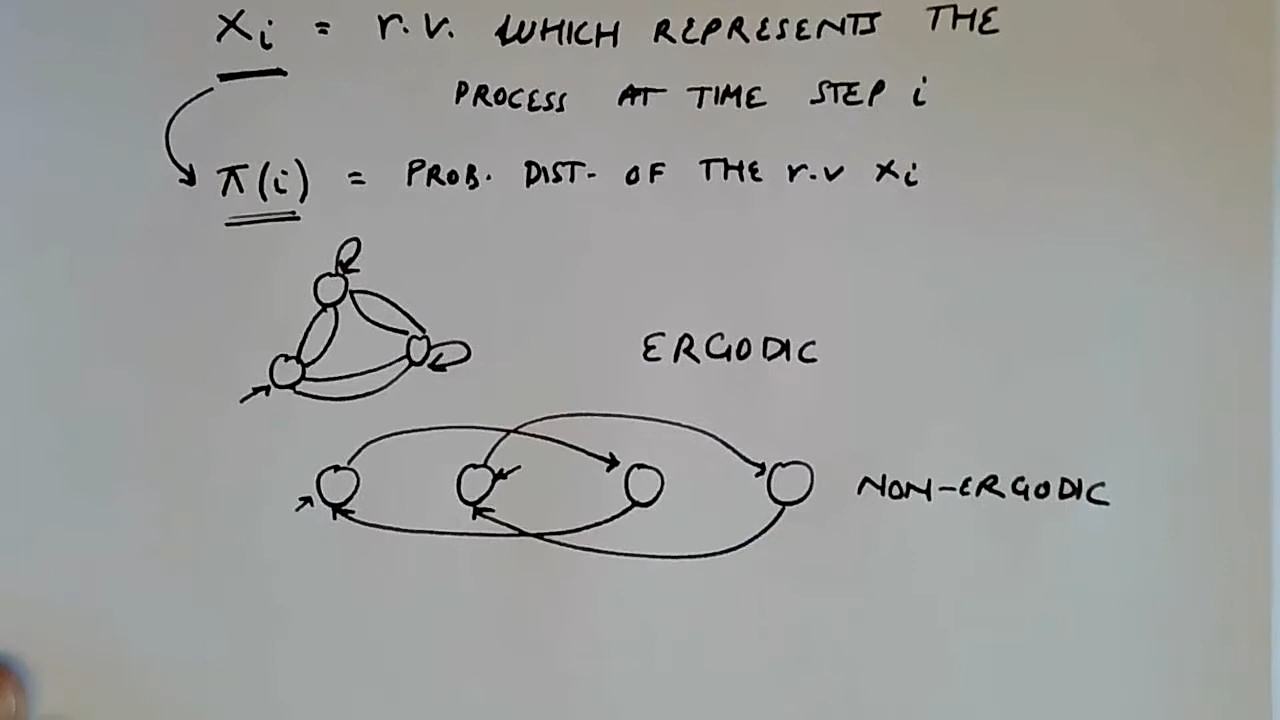 Xi = r.v. WHICH REPRESENTS THE
PROCESS AT TIME STEP i
π(i) = PROB. DIST- OF THE r.v xi
ERGODIC
NON-ERGODIC